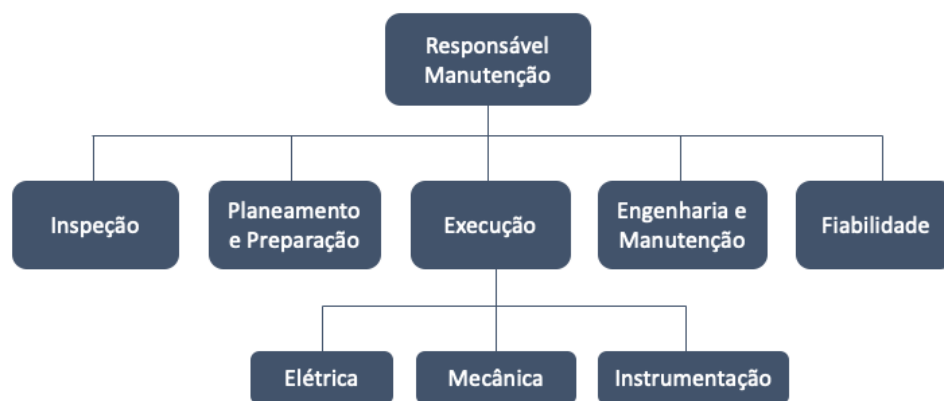 Responsável
Manutenção
Inspeção
Planeamento
e Preparação
Execução
Engenharia e
Manutenção
Fiabilidade
Elétrica
Mecânica
Instrumentação